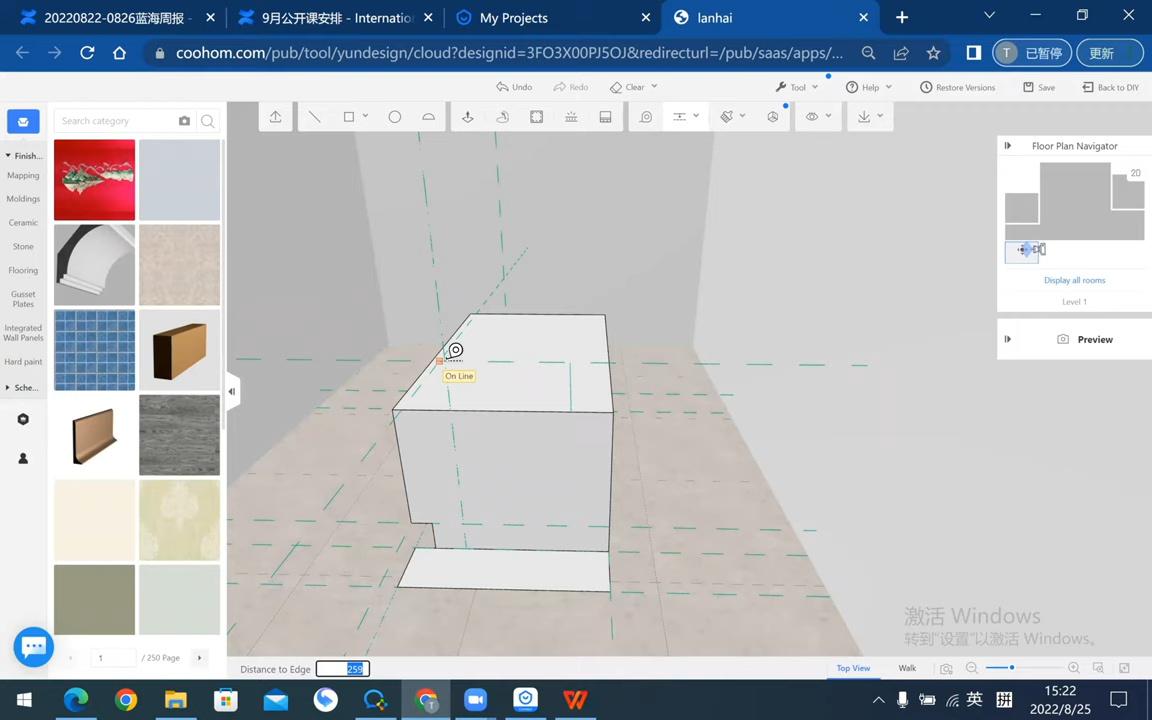 20220822-0826蓝海周报 -
9月公开课安排 - Internatio
My Projects
lanhai
coohom.com/pub/tool/yundesign/cloud?designid=3FO3X00PJ5OJ&redirecturl=/pub/saas/apps/...
T 已暂停
更新
Undo
Redo
Clear
Tool
Help
Restore Versions
Save
Back to DIY
Search category
Finish...
Mapping
Moldings
Ceramic
Stone
Flooring
Gusset
Plates
Integrated
Wall Panels
Hard paint
Sche...
Floor Plan Navigator
20
Display all rooms
Level 1
Preview
On Line
激活 Windows
转到"设置"以激活 Windows。
1
/ 250 Page
Distance to Edge
259
Top View
Walk
英
拼
15:22
2022/8/25